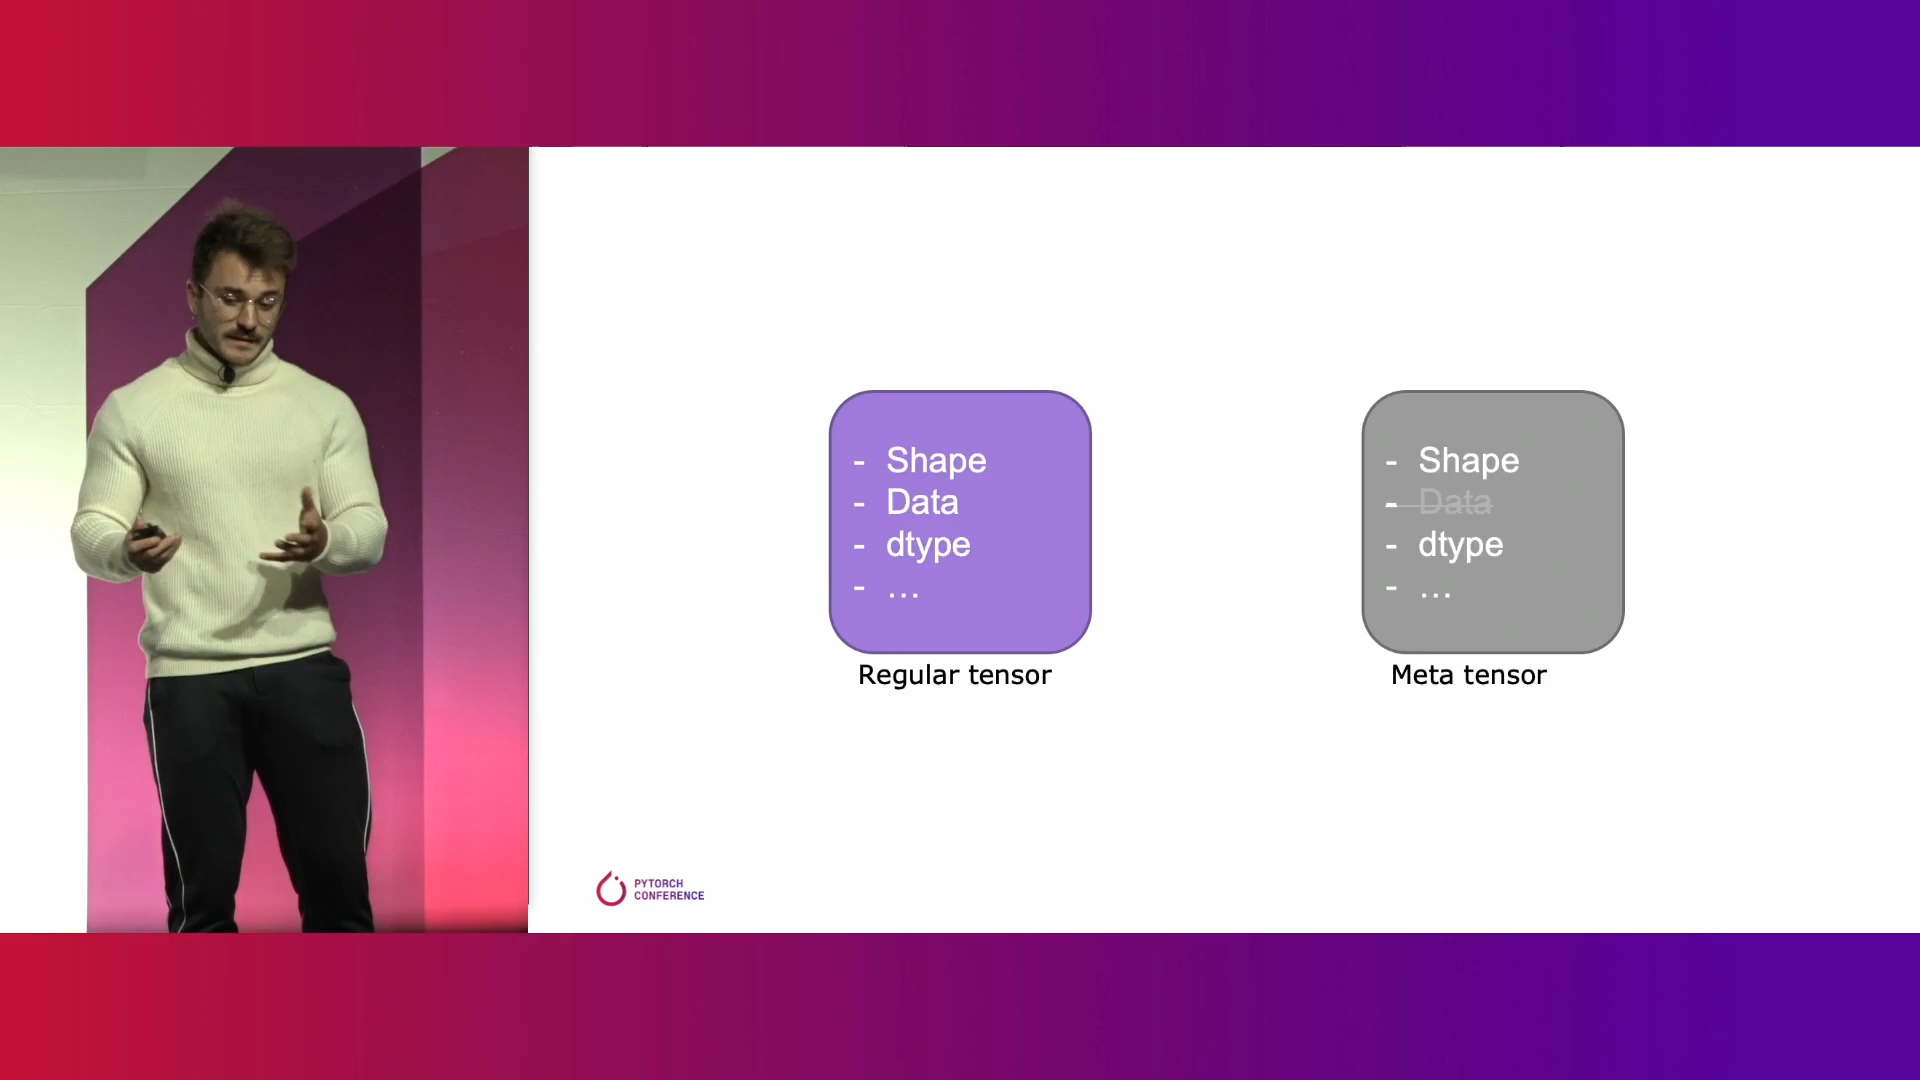 - Shape
- Data
- dtype
- …
Regular tensor
- Shape
- Data
- dtype
- …
Meta tensor
PYTORCH
CONFERENCE